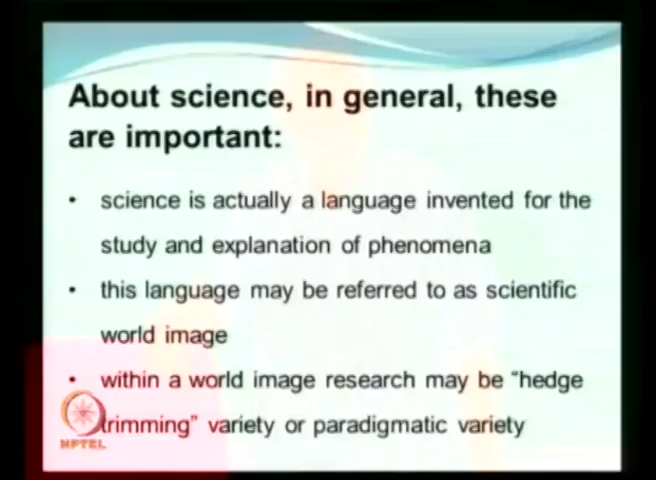 About science, in general, these
are important:
• science is actually a language invented for the
study and explanation of phenomena
• this language may be referred to as scientific
world image
• within a world image research may be “hedge
trimming” variety or paradigmatic variety
NPTEL